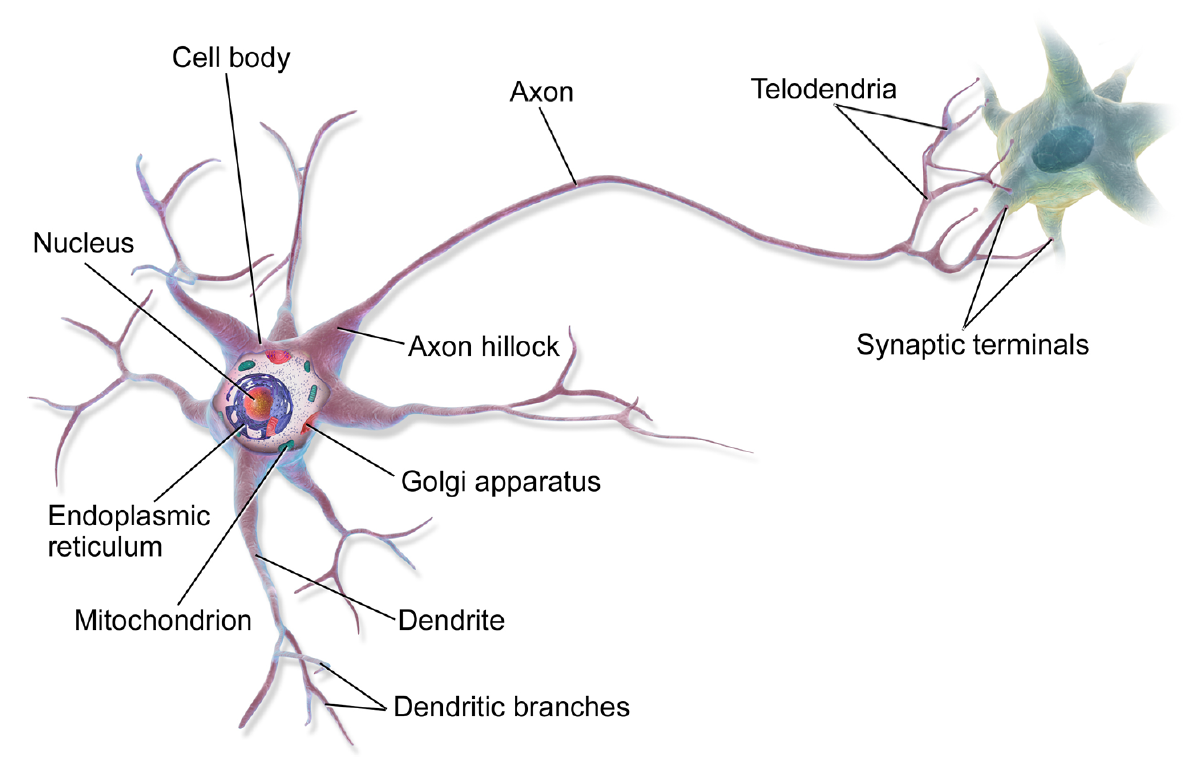 Cell body
Axon
Telodendria
Nucleus
Axon hillock
Synaptic terminals
Golgi apparatus
Endoplasmic
reticulum
Mitochondrion
Dendrite
Dendritic branches